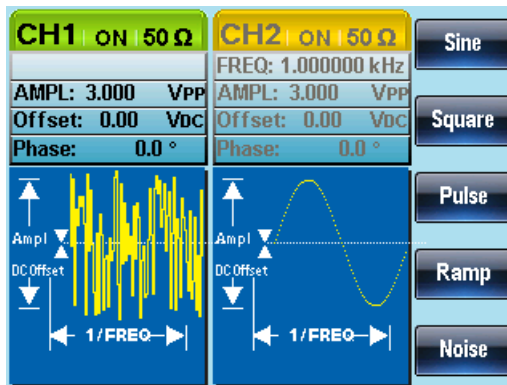 CH1 ON 50 Ω
AMPL: 3.000 VPP
Offset: 0.00 VDC
Phase: 0.0 °
Ampl
DC Offset
1/FREQ
CH2 ON 50 Ω
FREQ: 1.000000 kHz
AMPL: 3.000 VPP
Offset: 0.00 VDC
Phase: 0.0 °
Ampl
DC Offset
1/FREQ
Sine
Square
Pulse
Ramp
Noise